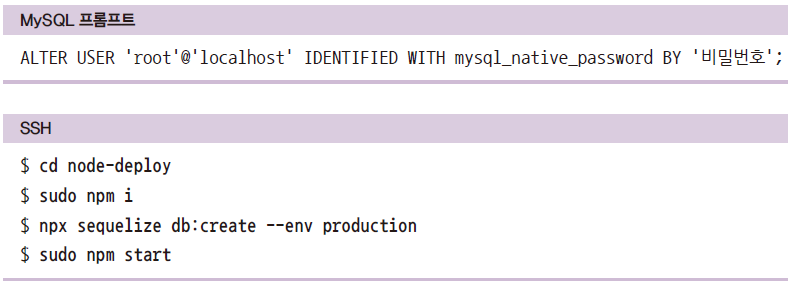 MySQL 프롬프트
ALTER USER 'root'@'localhost' IDENTIFIED WITH mysql_native_password BY '비밀번호';
SSH
$ cd node-deploy
$ sudo npm i
$ npx sequelize db:create --env production
$ sudo npm start